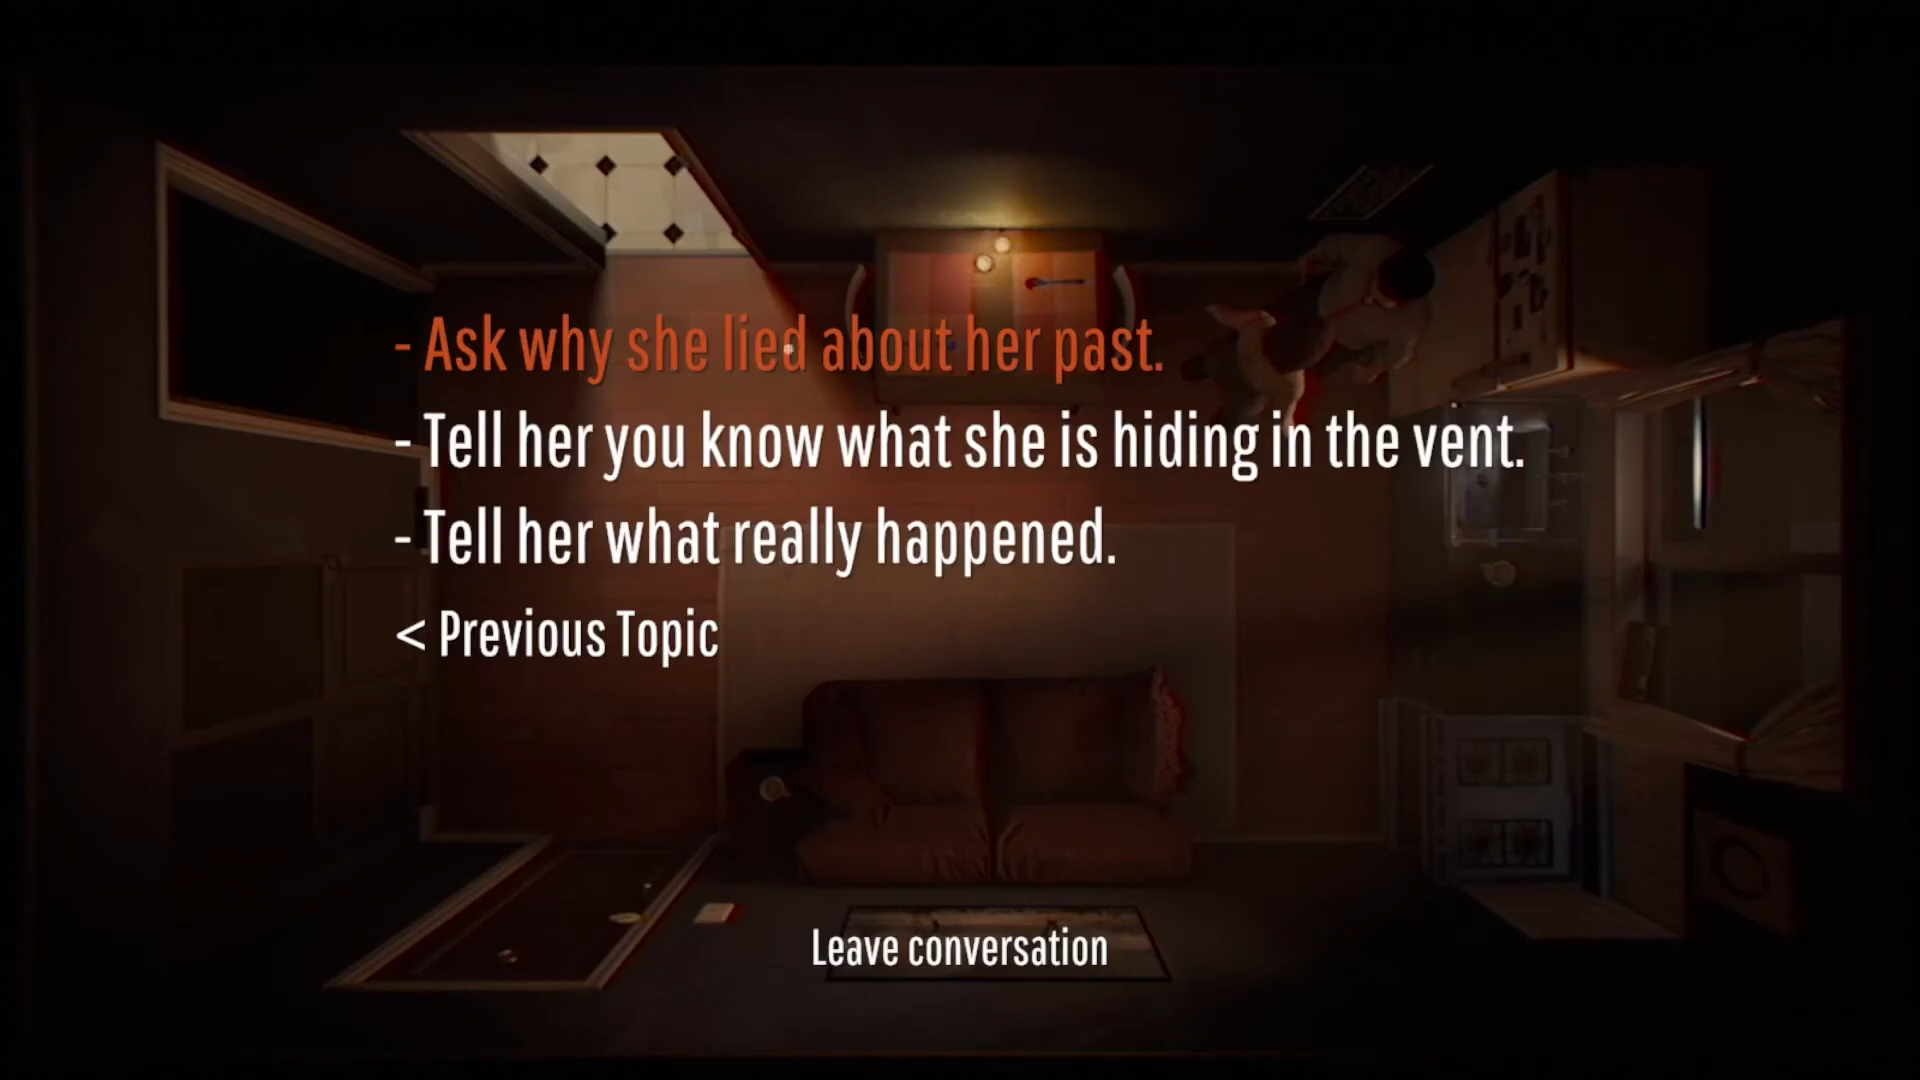 - Ask why she lied about her past.
- Tell her you know what she is hiding in the vent.
- Tell her what really happened.
< Previous Topic
Leave conversation